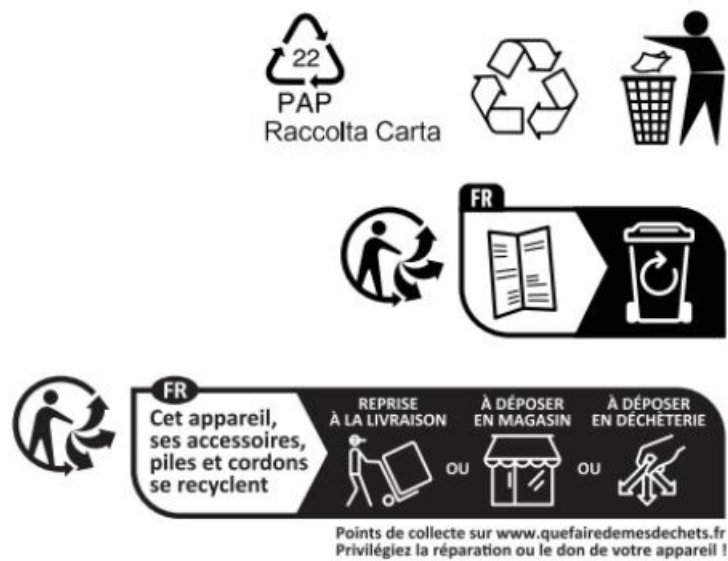 22
PAP
Raccolta Carta
FR
FR
Cet appareil,
ses accessoires,
piles et cordons
se recyclent
REPRISE
À LA LIVRAISON
OU
À DÉPOSER
EN MAGASIN
OU
À DÉPOSER
EN DÉCHÈTERIE
Points de collecte sur www.quefairedemesdechets.fr
Privilégiez la réparation ou le don de votre appareil !